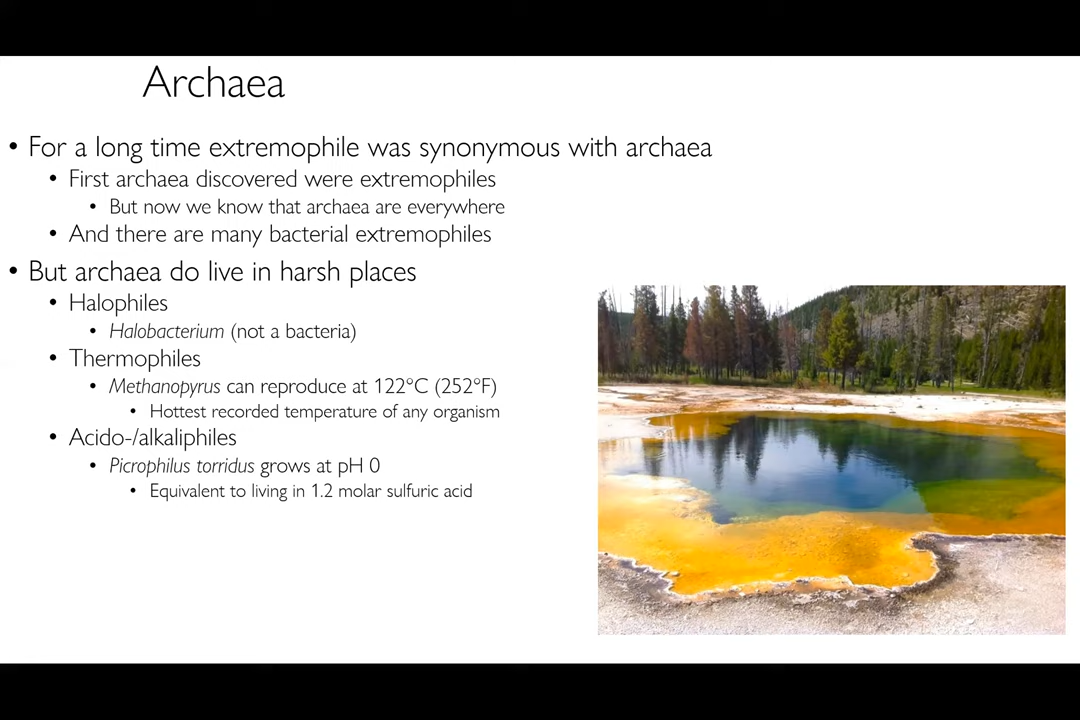 Archaea
• For a long time extremophile was synonymous with archaea
• First archaea discovered were extremophiles
• But now we know that archaea are everywhere
• And there are many bacterial extremophiles
• But archaea do live in harsh places
• Halophiles
• Halobacterium (not a bacteria)
• Thermophiles
• Methanopyrus can reproduce at 122°C (252°F)
• Hottest recorded temperature of any organism
• Acido-/alkaliphiles
• Picrophilus torridus grows at pH 0
• Equivalent to living in 1.2 molar sulfuric acid